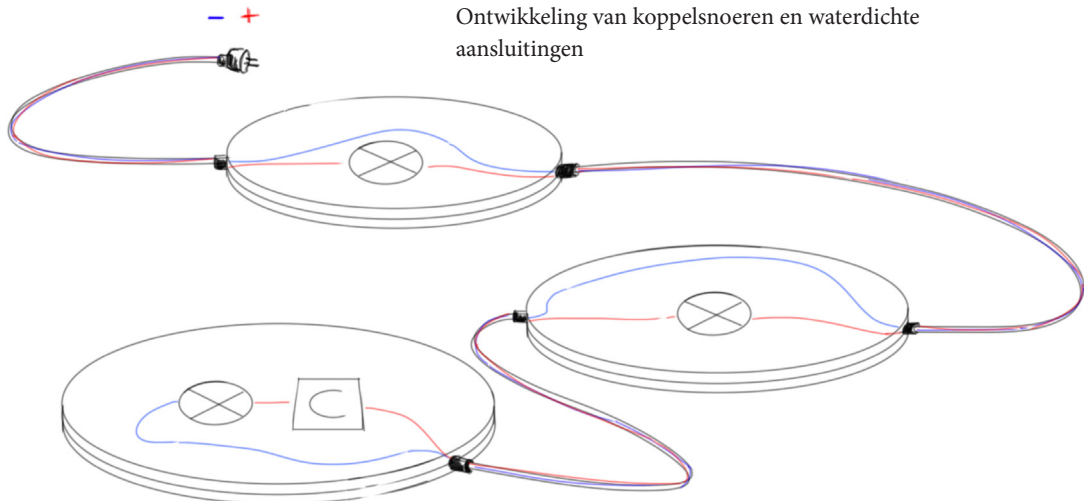 - +
Ontwikkeling van koppelsnoeren en waterdichte
aansluitingen
C